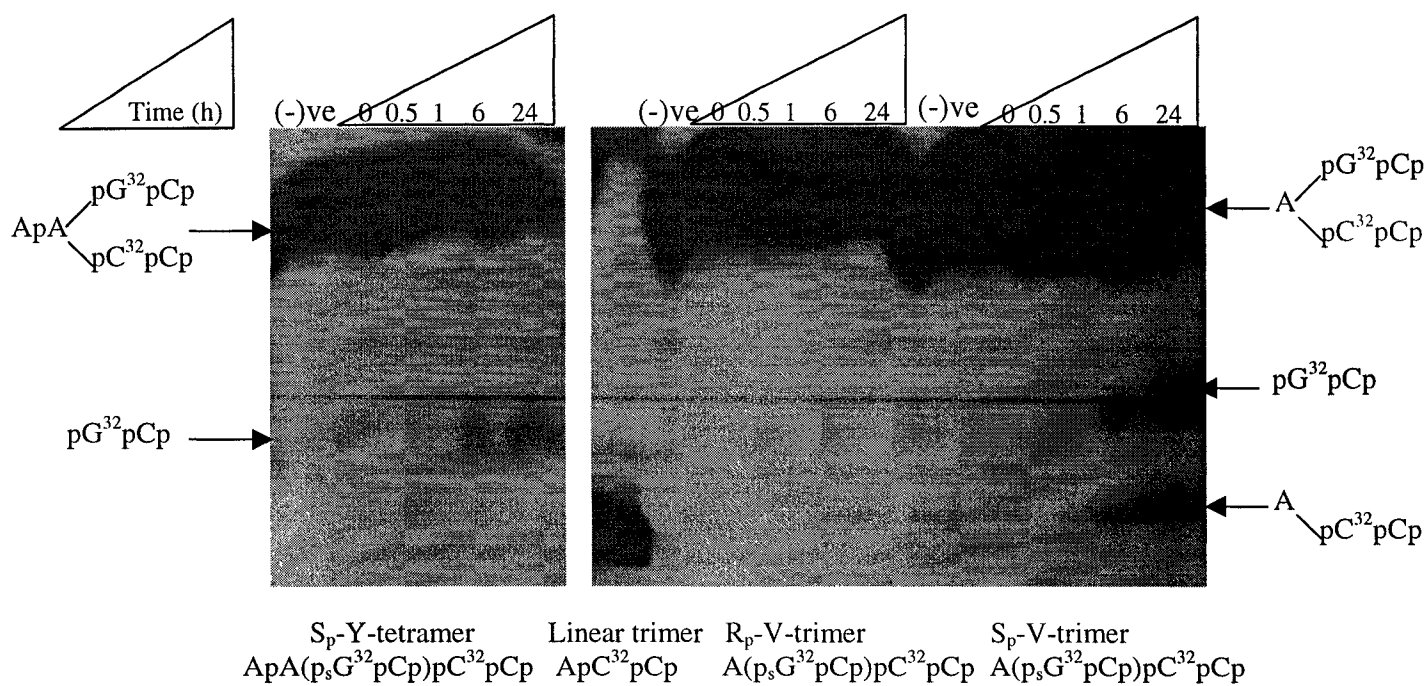 Time (h)
(-)ve 0 0.5 1 6 24
(-)ve 0 0.5 1 6 24
(-)ve 0 0.5 1 6 24
pG³²pCp
ApA
pC³²pCp
pG³²pCp
pG³²pCp
A
pC³²pCp
pG³²pCp
A
pC³²pCp
Sₚ-Y-tetramer
ApA(pₛG³²pCp)pC³²pCp
Linear trimer
ApC³²pCp
Rₚ-V-trimer
A(pₛG³²pCp)pC³²pCp
Sₚ-V-trimer
A(pₛG³²pCp)pC³²pCp